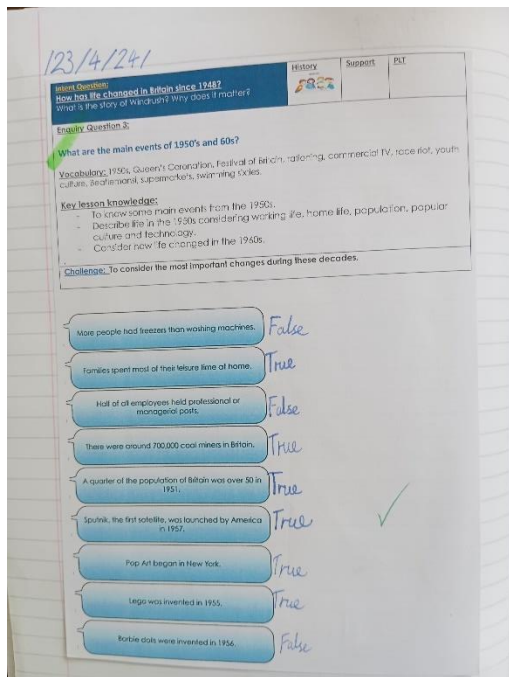 23/4/24
Intent Question:
How has life changed in Britain since 1948?
What is the story of Windrush? Why does it matter?
History
Support
PLT
Enquiry Question 3:
What are the main events of 1950's and 60s?
Vocabulary: 1950s, Queen's Coronation, Festival of Britain, rationing, commercial TV, race riot, youth
culture, Beatlemania, supermarkets, swinging sixties.
Key lesson knowledge:
- To know some main events from the 1950s.
- Describe life in the 1950s considering working life, home life, population, popular
culture and technology.
- Consider how life changed in the 1960s.
Challenge: To consider the most important changes during these decades.
More people had freezers than washing machines. False
Families spent most of their leisure time at home. True
Half of all employees held professional or
managerial posts. False
There were around 700,000 coal miners in Britain. True
A quarter of the population of Britain was over 50 in
1951. True
Sputnik, the first satellite, was launched by America
in 1957. True
Pop Art began in New York. True
Lego was invented in 1955. True
Barbie dolls were invented in 1956. False